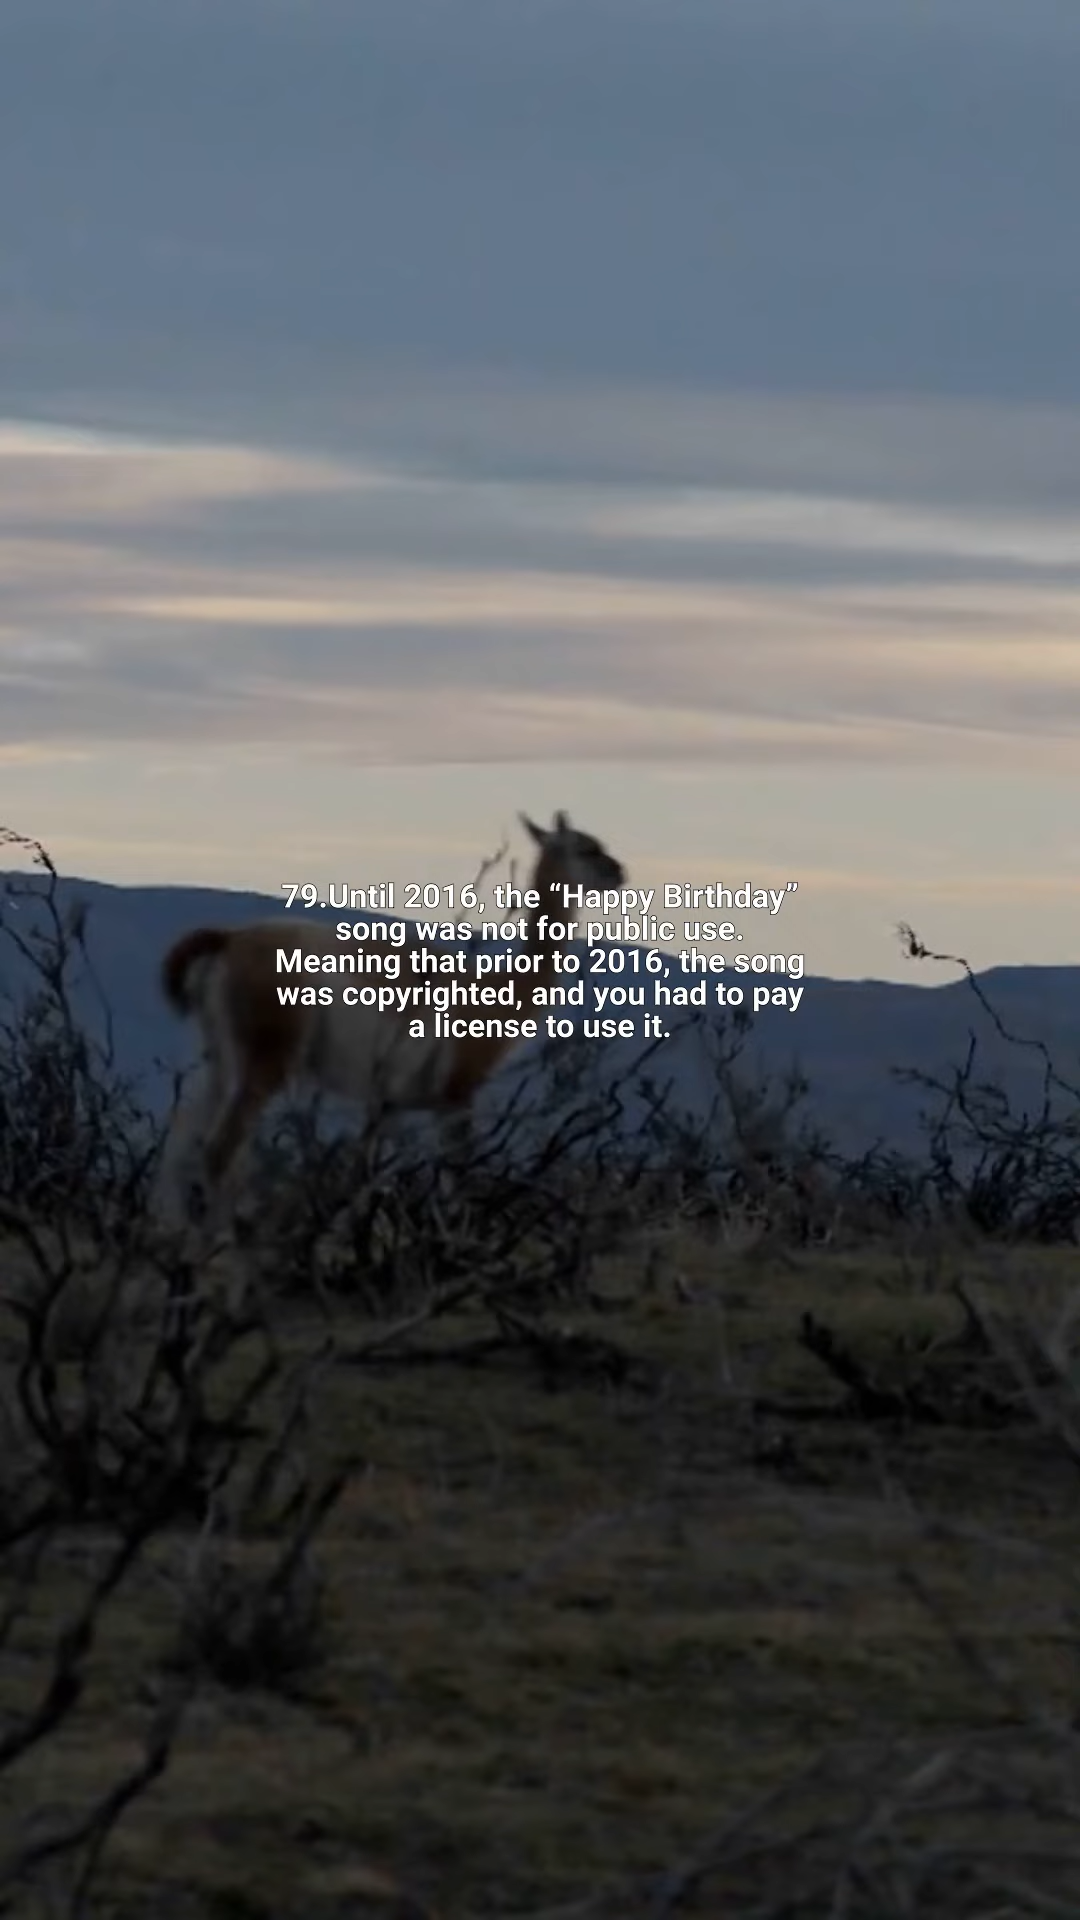 79.Until 2016, the “Happy Birthday”
song was not for public use.
Meaning that prior to 2016, the song
was copyrighted, and you had to pay
a license to use it.